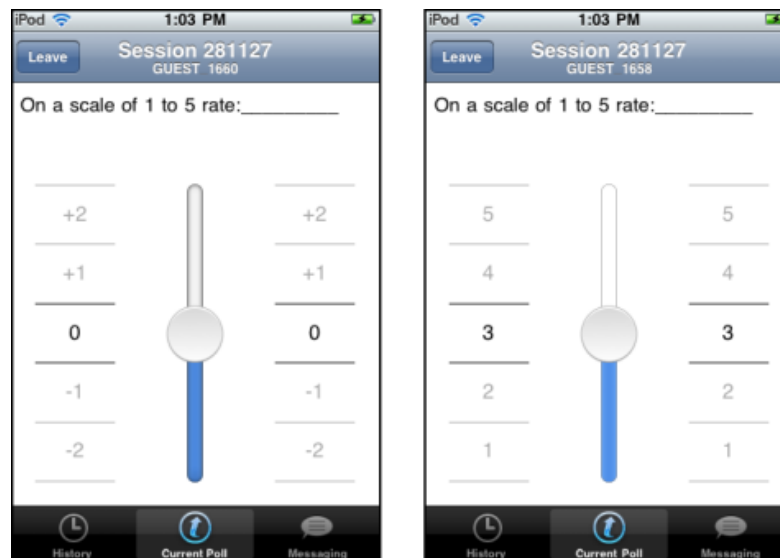 iPod 1:03 PM
Leave Session 281127
GUEST 1660
On a scale of 1 to 5 rate:_________
+2 +2
+1 +1
0 0
-1 -1
-2 -2
History Current Poll Messaging
iPod 1:03 PM
Leave Session 281127
GUEST 1658
On a scale of 1 to 5 rate:_________
5 5
4 4
3 3
2 2
1 1
History Current Poll Messaging